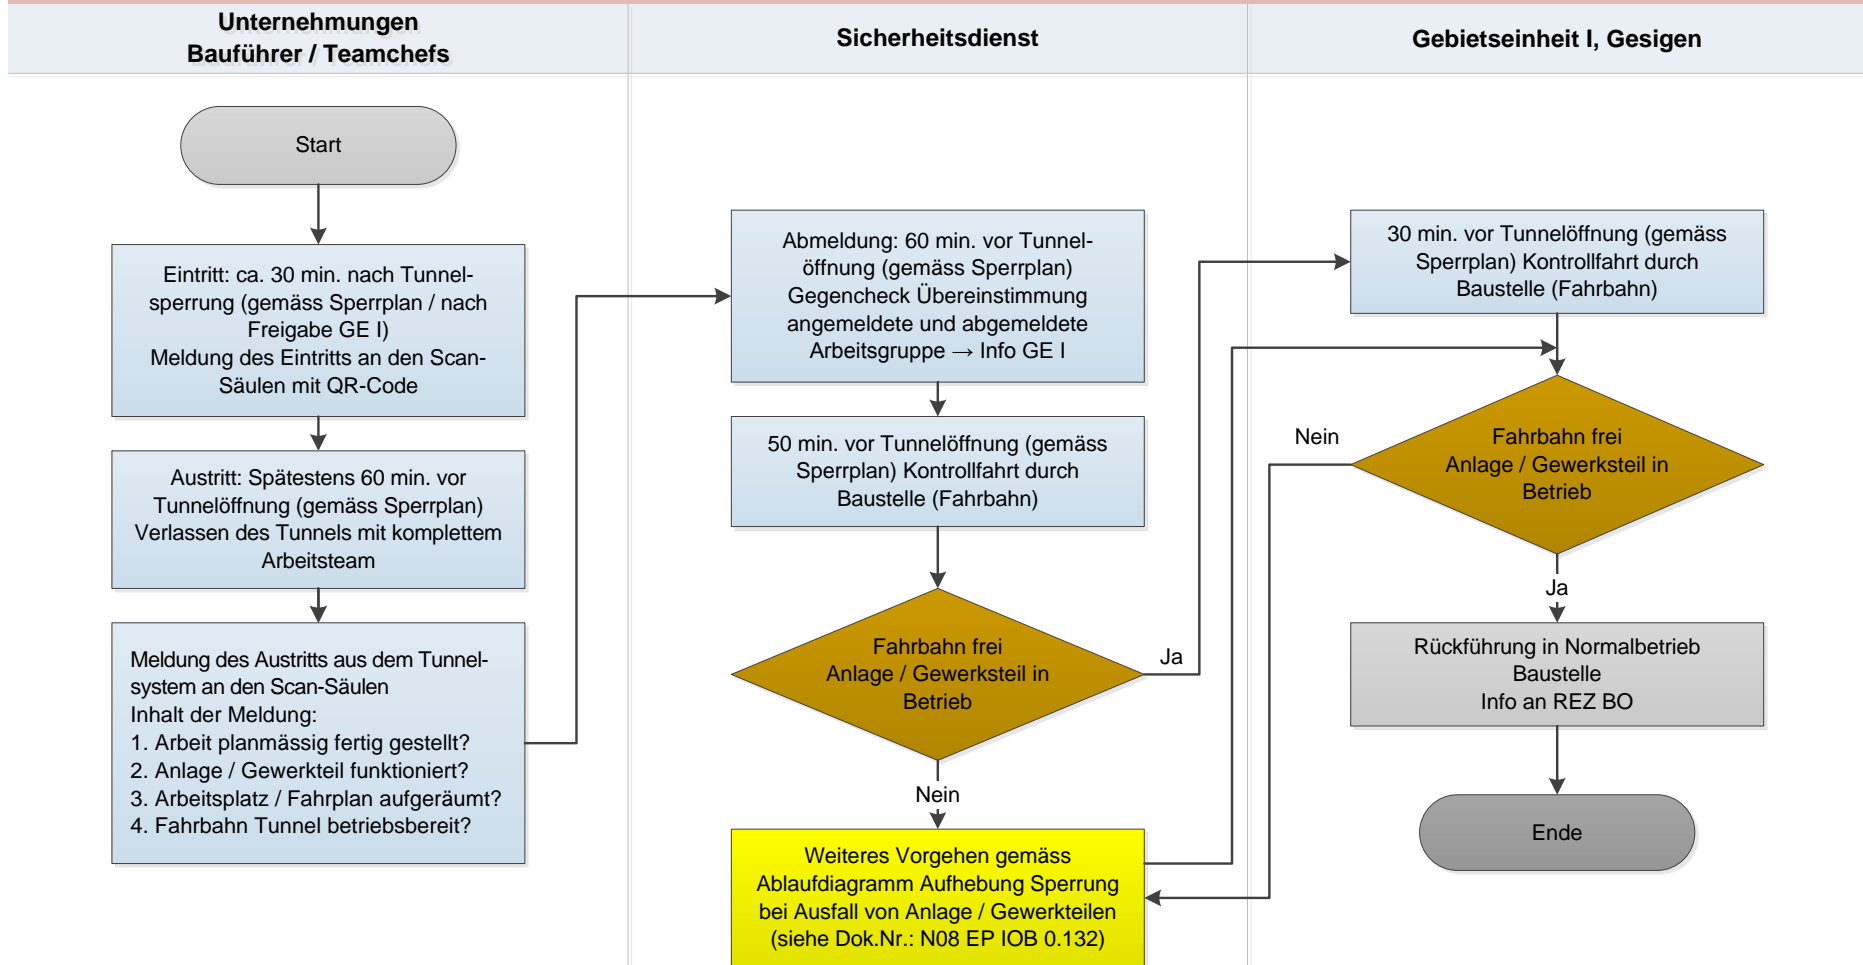 Unternehmungen
Bauführer / Teamchefs
Sicherheitsdienst
Gebietseinheit I, Gesigen
Start
Eintritt: ca. 30 min. nach Tunnel-
sperrung (gemäss Sperrplan / nach
Freigabe GE I)
Meldung des Eintritts an den Scan-
Säulen mit QR-Code
Austritt: Spätestens 60 min. vor
Tunnelöffnung (gemäss Sperrplan)
Verlassen des Tunnels mit komplettem
Arbeitsteam
Meldung des Austritts aus dem Tunnel-
system an den Scan-Säulen
Inhalt der Meldung:
1. Arbeit planmässig fertig gestellt?
2. Anlage / Gewerkteil funktioniert?
3. Arbeitsplatz / Fahrplan aufgeräumt?
4. Fahrbahn Tunnel betriebsbereit?
Abmeldung: 60 min. vor Tunnel-
öffnung (gemäss Sperrplan)
Gegencheck Übereinstimmung
angemeldete und abgemeldete
Arbeitsgruppe → Info GE I
50 min. vor Tunnelöffnung (gemäss
Sperrplan) Kontrollfahrt durch
Baustelle (Fahrbahn)
Fahrbahn frei
Anlage / Gewerksteil in
Betrieb
Ja
Nein
Weiteres Vorgehen gemäss
Ablaufdiagramm Aufhebung Sperrung
bei Ausfall von Anlage / Gewerkteilen
(siehe Dok.Nr.: N08 EP IOB 0.132)
30 min. vor Tunnelöffnung (gemäss
Sperrplan) Kontrollfahrt durch
Baustelle (Fahrbahn)
Nein
Fahrbahn frei
Anlage / Gewerksteil in
Betrieb
Ja
Rückführung in Normalbetrieb
Baustelle
Info an REZ BO
Ende